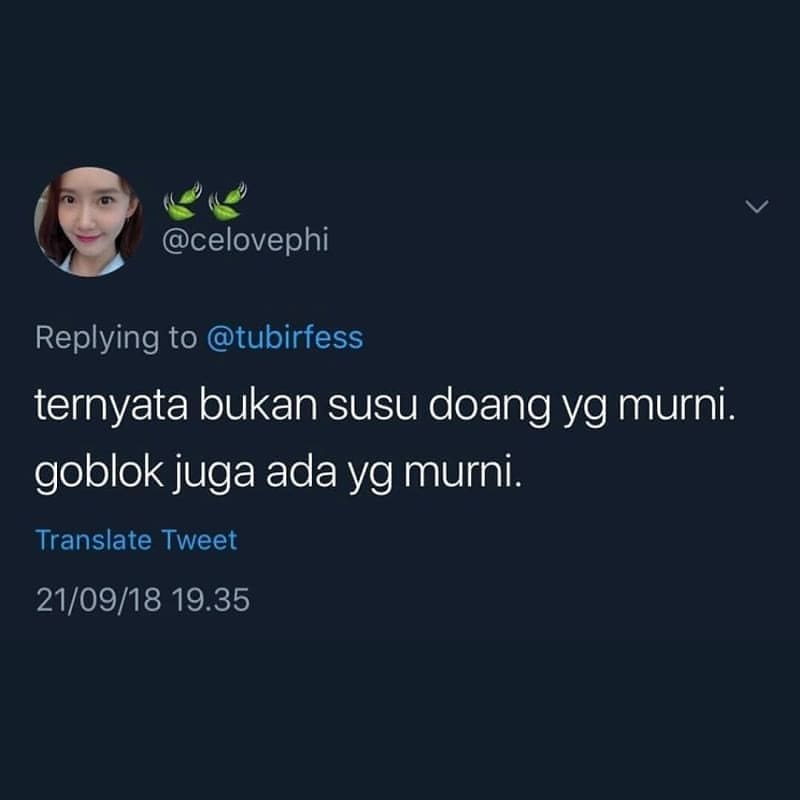 🍃🍃
@celovephi
Replying to @tubirfess
ternyata bukan susu doang yg murni.
goblok juga ada yg murni.
Translate Tweet
21/09/18 19.35